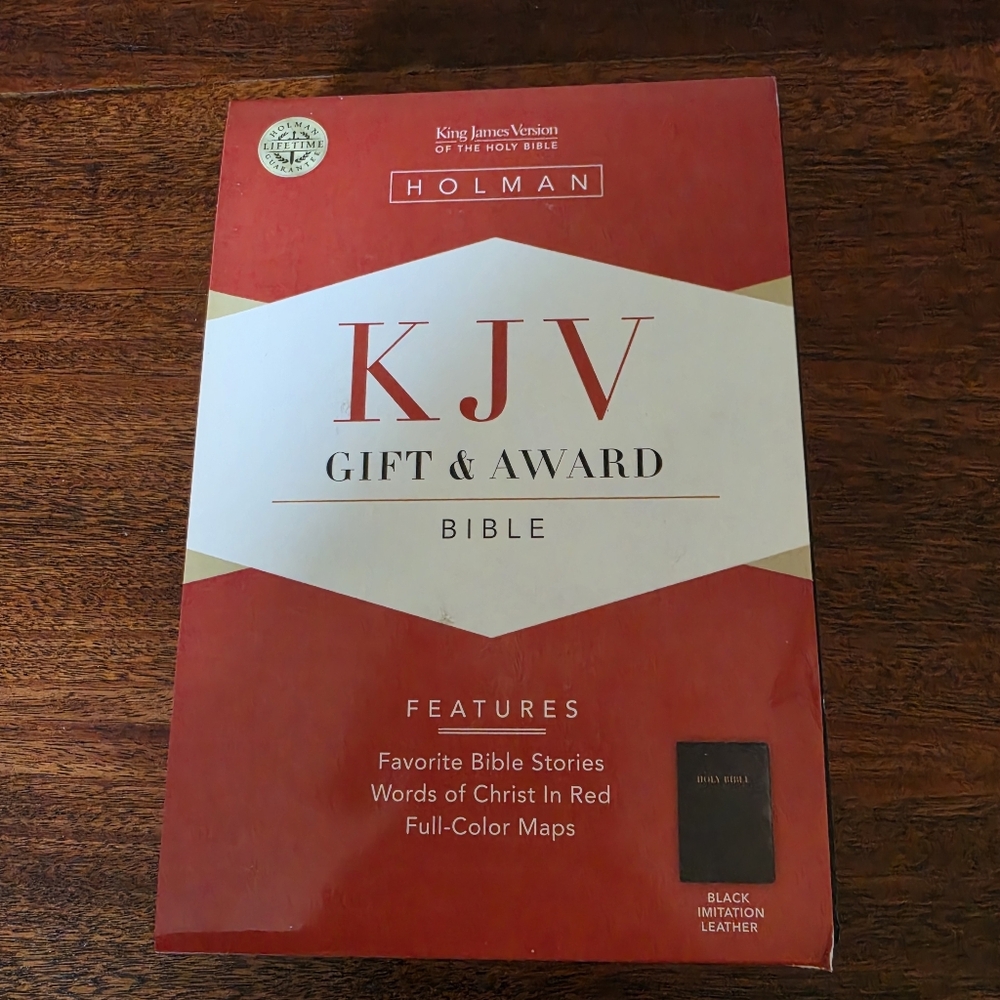 HOLMAN
LIFETIME
GUARANTEE
King James Version
OF THE HOLY BIBLE
HOLMAN
KJV
GIFT & AWARD
BIBLE
FEATURES
Favorite Bible Stories
Words of Christ In Red
Full-Color Maps
HOLY BIBLE
BLACK
IMITATION
LEATHER